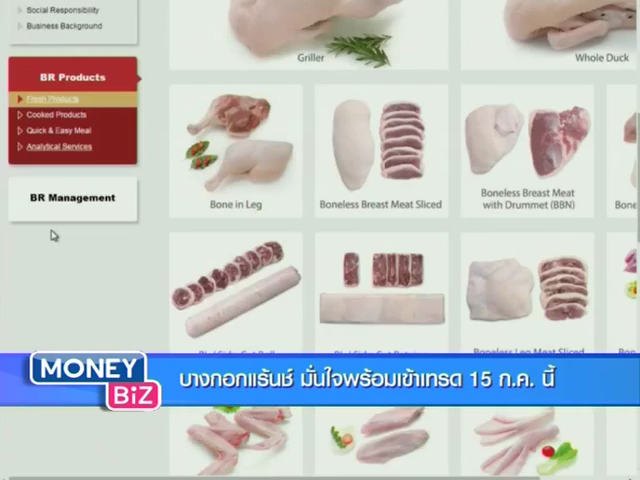 Social Responsibility
Business Background
Griller
Whole Duck
BR Products
Fresh Products
Cooked Products
Quick & Easy Meal
Analytical Services
BR Management
Bone in Leg
Boneless Breast Meat Sliced
Boneless Breast Meat
with Drummet (BBN)
Boneless Leg Meat Sliced
MONEY
BiZ
บางกอกแร้นช์ มั่นใจพร้อมเข้าเทรด 15 ก.ค. นี้